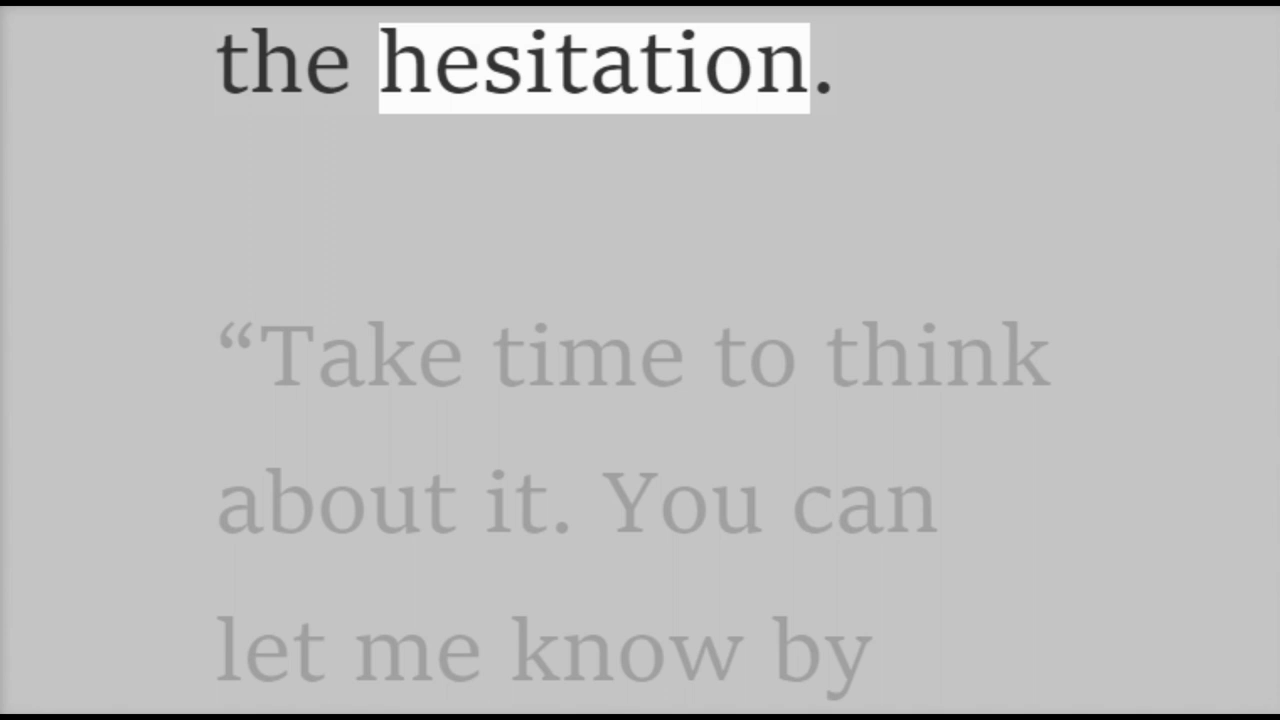 the hesitation.
“Take time to think
about it. You can
let me know by